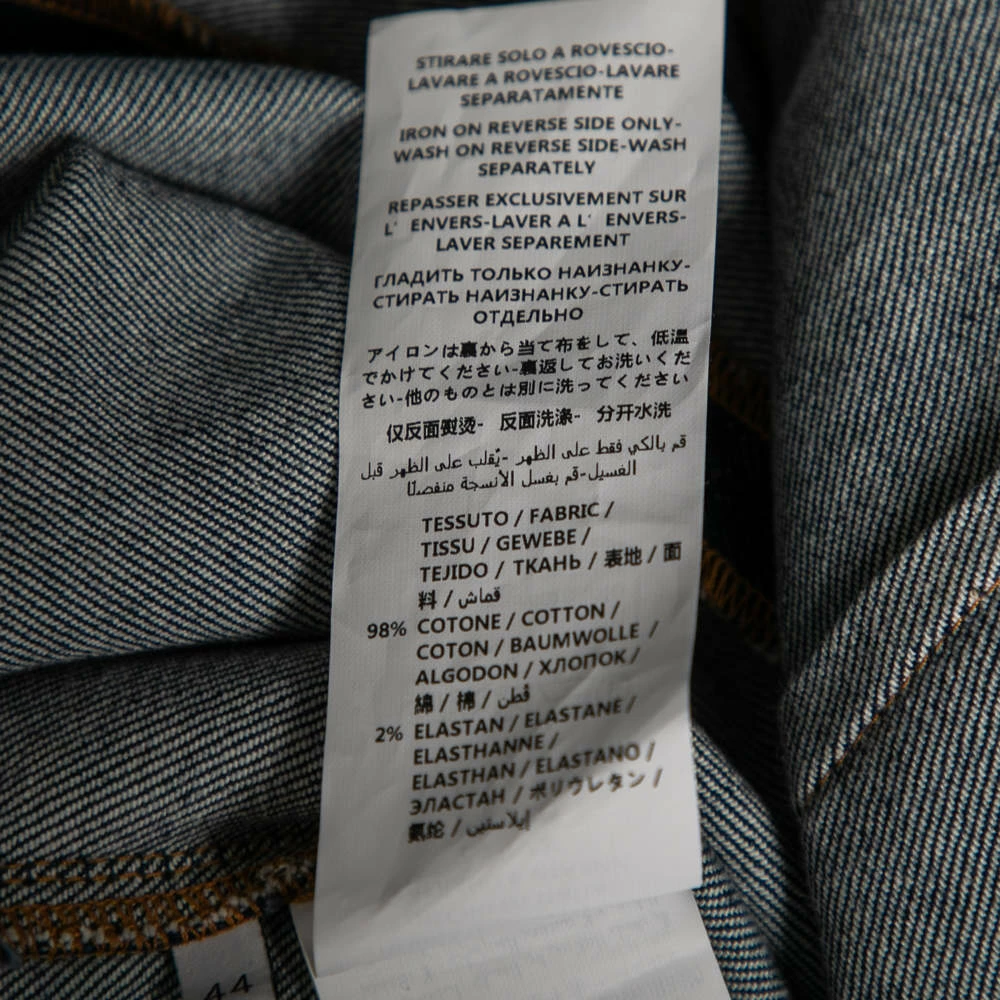 STIRARE SOLO A ROVESCIO-
LAVARE A ROVESCIO-LAVARE
SEPARATAMENTE
IRON ON REVERSE SIDE ONLY-
WASH ON REVERSE SIDE-WASH
SEPARATELY
REPASSER EXCLUSIVEMENT SUR
L' ENVERS-LAVER A L' ENVERS-
LAVER SEPAREMENT
ГЛАДИТЬ ТОЛЬКО НАИЗНАНКУ-
СТИРАТЬ НАИЗНАНКУ-СТИРАТЬ
ОТДЕЛЬНО
アイロンは裏から当て布をして、低温
でかけてください-裏返してお洗いくだ
さい-他のものとは別に洗ってください
仅反面熨烫- 反面洗涤- 分开水洗
قم بالكي فقط على الظهر -يُقلب على الظهر قبل
الغسيل-قم بغسل الأنسجة منفصلًا
TESSUTO / FABRIC /
TISSU / GEWEBE /
TEJIDO / ТКАНЬ / 表地 / 面
料 / قماش
98% COTONE / COTTON /
COTON / BAUMWOLLE /
ALGODON / ХЛОПОК /
綿 / 棉 / قُطن
2% ELASTAN / ELASTANE /
ELASTHANNE /
ELASTHAN / ELASTANO /
ЭЛАСТАН / ポリウレタン /
氨纶 / إيلاستين
44